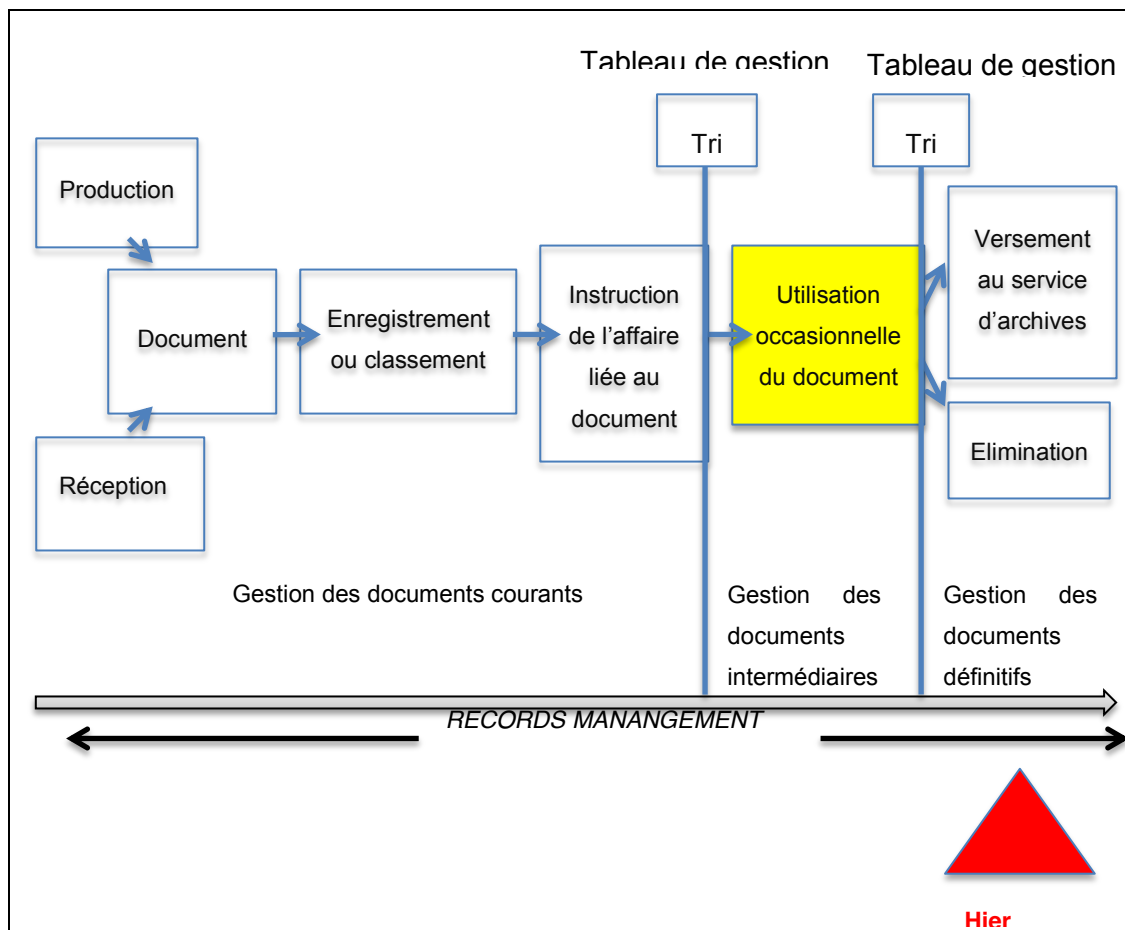 Tableau de gestion
Tableau de gestion
Tri
Tri
Production
Réception
Document
Enregistrement
ou classement
Instruction
de l’affaire
liée au
document
Utilisation
occasionnelle
du document
Versement
au service
d’archives
Elimination
Gestion des documents courants
Gestion des
documents
intermédiaires
Gestion des
documents
définitifs
RECORDS MANANGEMENT
Hier